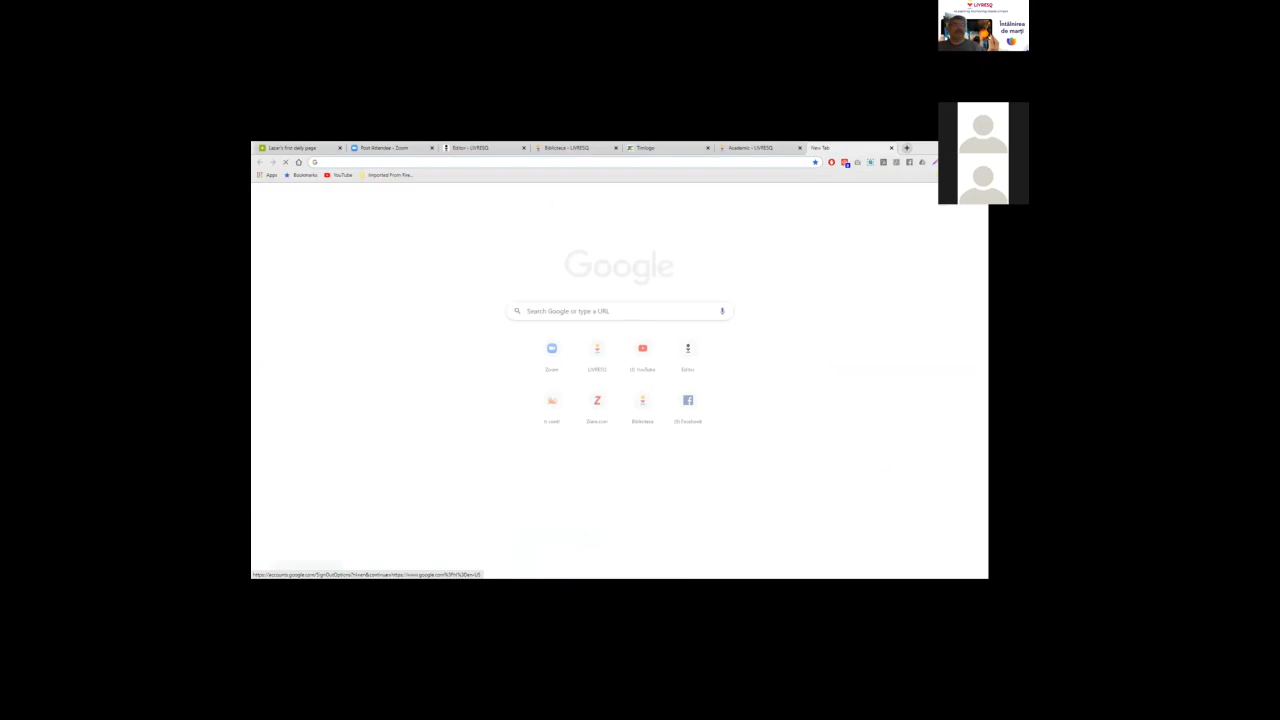 LIVRESQ
Întâlnirea
de marți
Lazar's first daily page
Post Attendee - Zoom
Editor - LIVRESQ
Biblioteca - LIVRESQ
Timlogo
Academic - LIVRESQ
New Tab
Apps
Bookmarks
YouTube
Imported From Fire...
Google
Search Google or type a URL
Zoom
LIVRESQ
YouTube
Editor
Biblioteca
Facebook